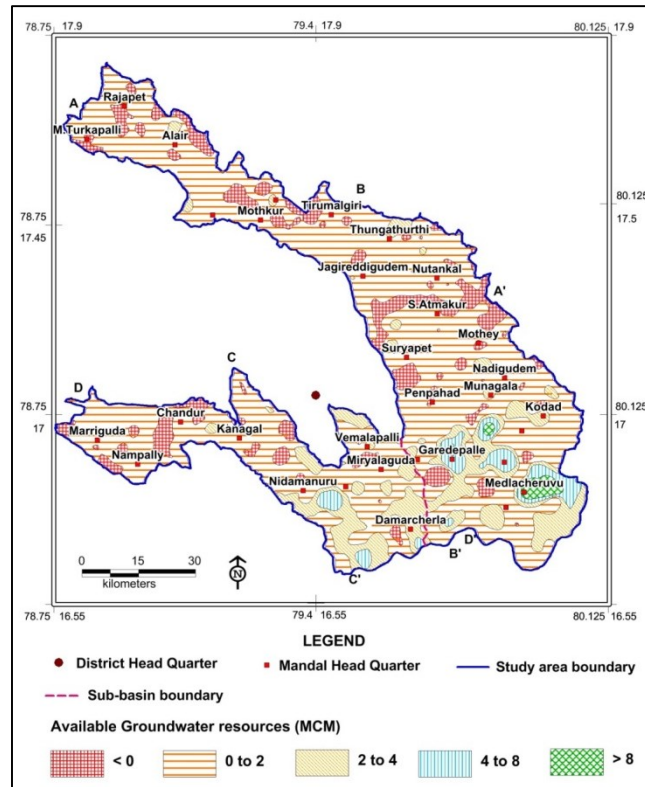 78.75 17.9
79.4 17.9
80.125 17.9
Rajapet
A
M.Turkapalli
Alair
B
Tirumalgiri
80.125
17.5
Mothkur
78.75
17.45
Thungathurthi
Jagireddigudem
Nutankal
A'
S.Atmakur
Mothey
Suryapet
C
Nadigudem
D
Munagala
Penpahad
Kodad
78.75
17
80.125
17
Chandur
Marriguda
Kanagal
Vemalapalli
Garedepalle
Nampally
Miryalaguda
Nidamanuru
Medlacheruvu
Damarcherla
D'
B'
0 15 30
kilometers
N
C'
78.75 16.55
79.4 16.55
80.125 16.55
LEGEND
District Head Quarter
Mandal Head Quarter
Study area boundary
Sub-basin boundary
Available Groundwater resources (MCM)
< 0
0 to 2
2 to 4
4 to 8
> 8